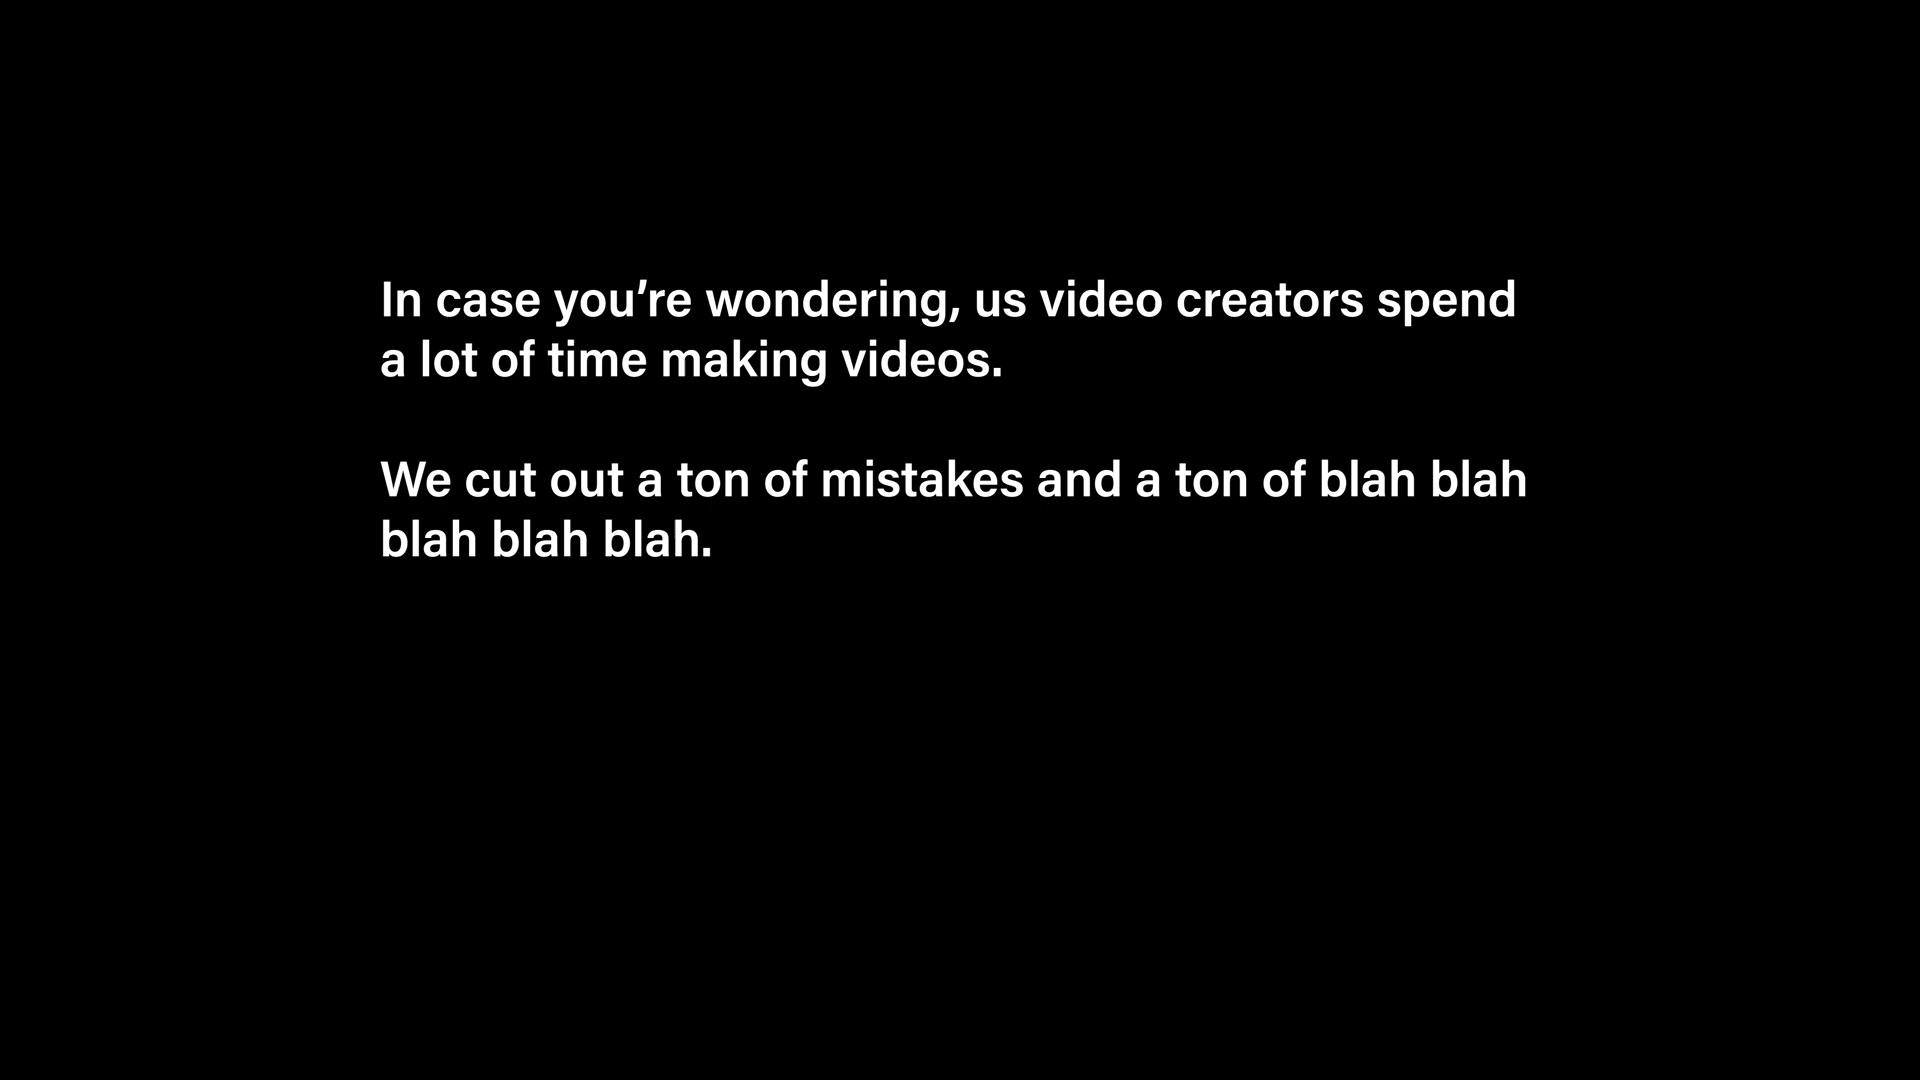 In case you’re wondering, us video creators spend
a lot of time making videos.
We cut out a ton of mistakes and a ton of blah blah
blah blah blah.